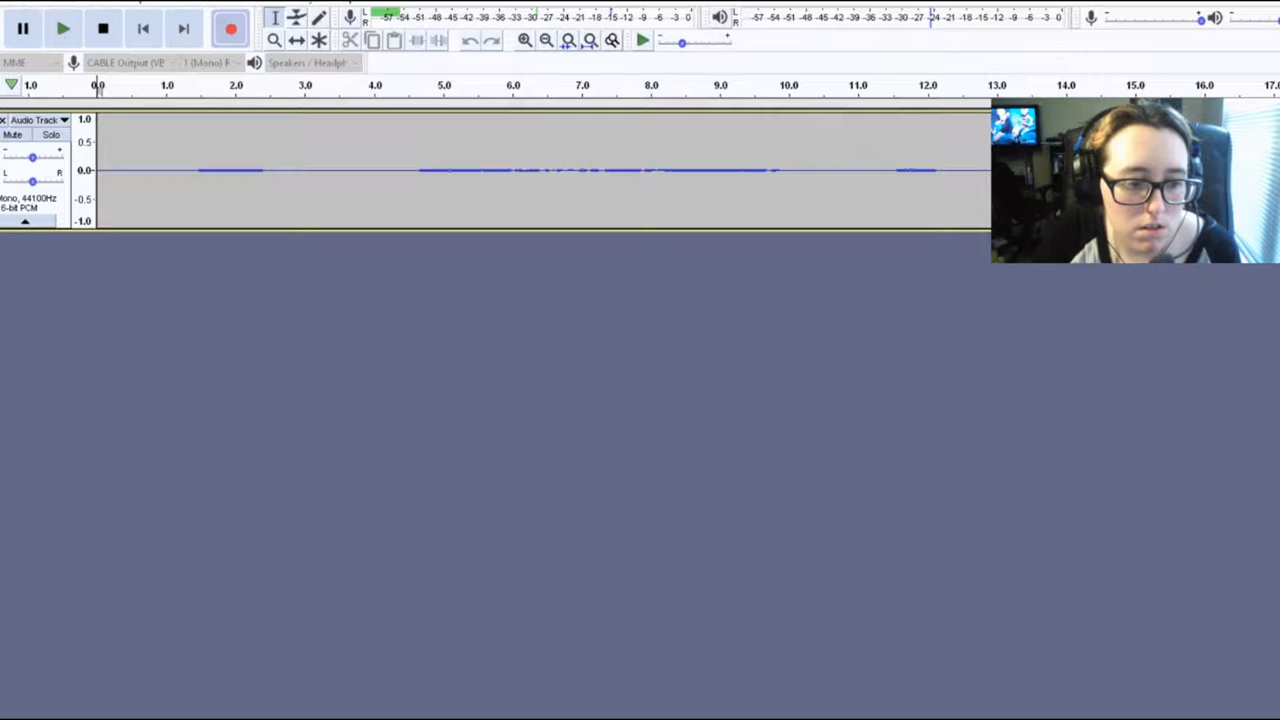 L -57 -54 -51 -48 -45 -42 -39 -36 -33 -30 -27 -24 -21 -18 -15 -12 -9 -6 -3 0 L -57 -54 -51 -48 -45 -42 -39 -36 -33 -30 -27 -24 -21 -18 -15 -12 -9 -6 -3 0
R R
MME CABLE Output (VB 1 (Mono) R Speakers / Headph
1.0 0.0 1.0 2.0 3.0 4.0 5.0 6.0 7.0 8.0 9.0 10.0 11.0 12.0 13.0 14.0 15.0 16.0 17.0
X Audio Track 1.0
Mute Solo 0.5
- +
L R 0.0
Mono, 44100Hz -0.5
6-bit PCM
-1.0